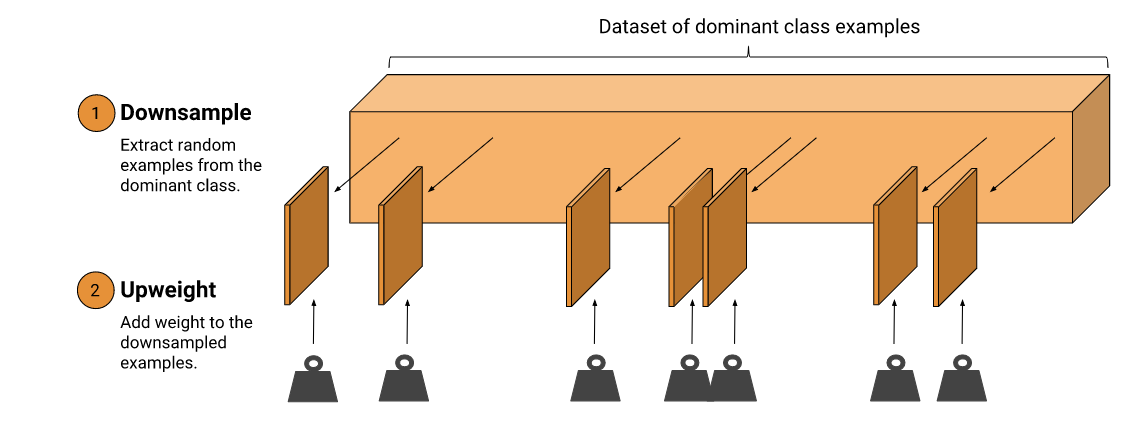 Dataset of dominant class examples
1 Downsample
Extract random
examples from the
dominant class.
2 Upweight
Add weight to the
downsampled
examples.